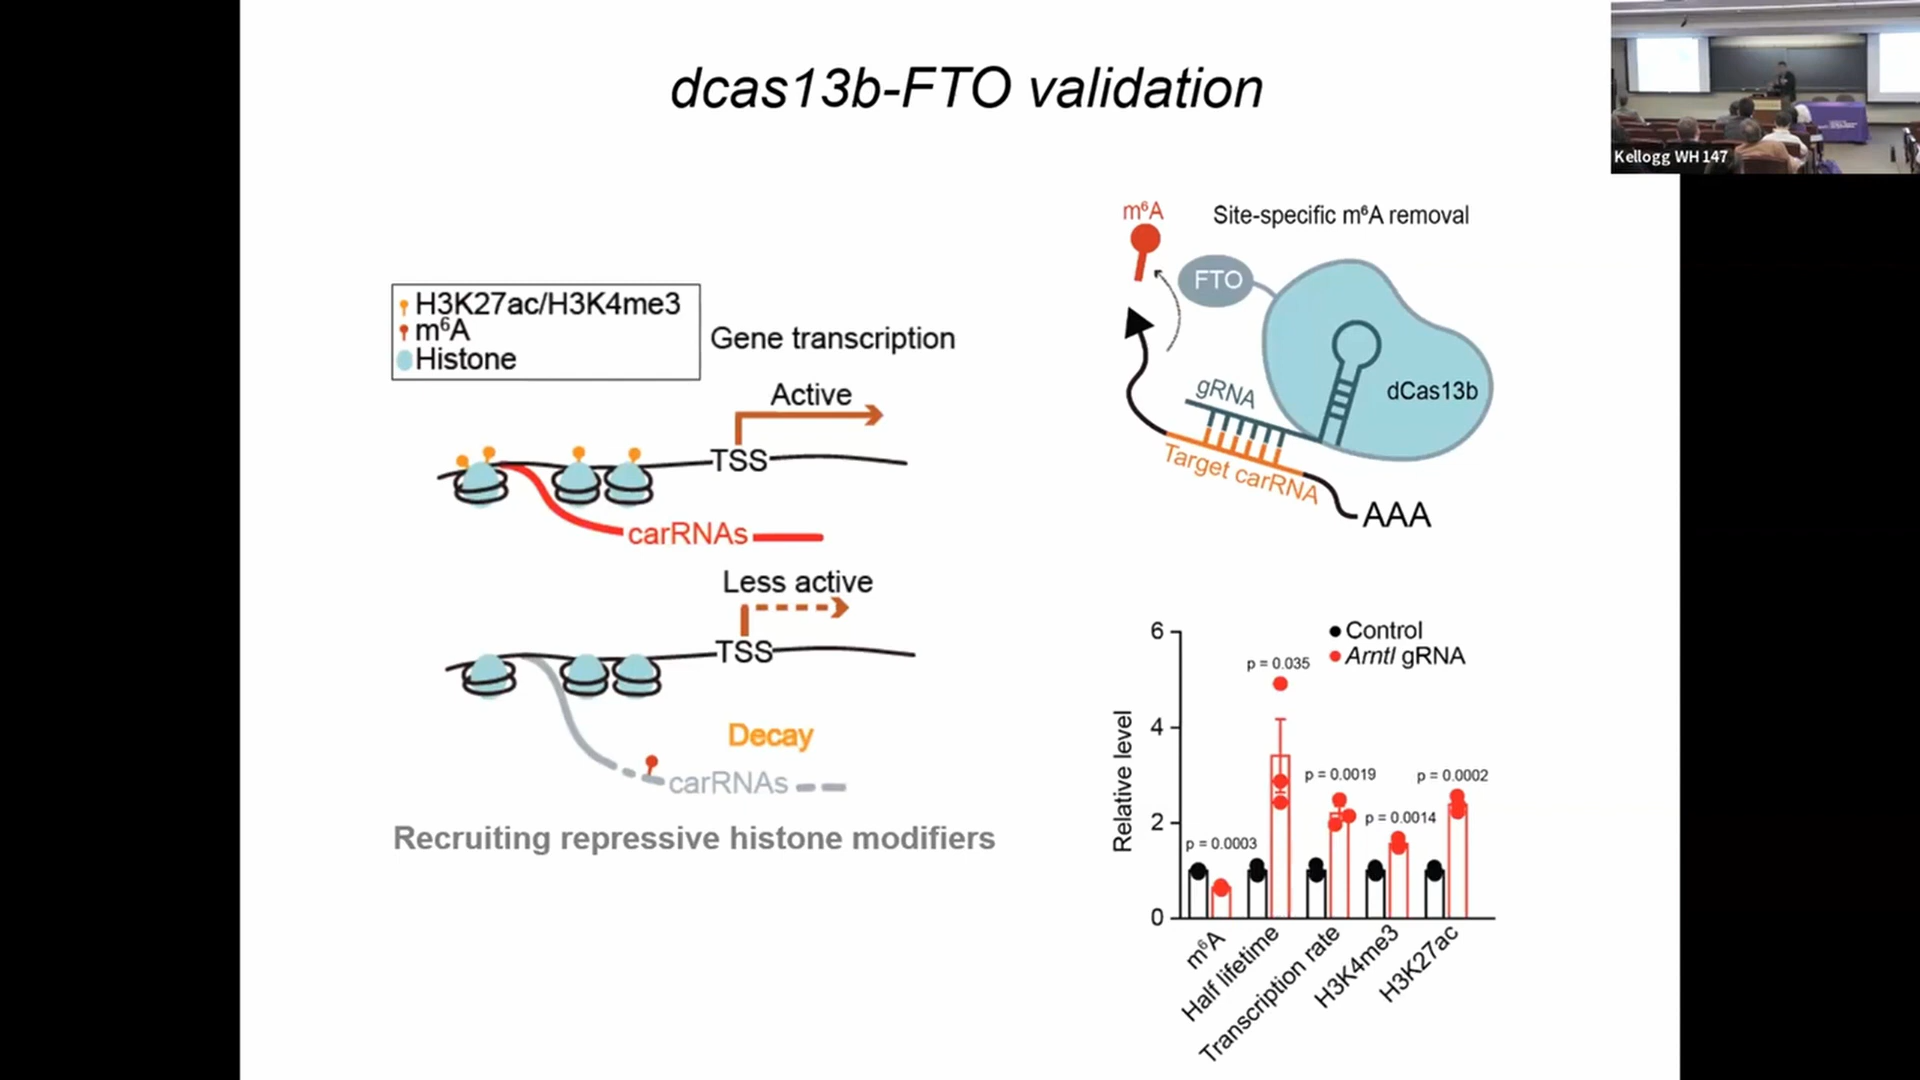 dcas13b-FTO validation
Kellogg WH 147
H3K27ac/H3K4me3
m⁶A
Histone
Gene transcription
Active
TSS
carRNAs
Less active
TSS
Decay
carRNAs
Recruiting repressive histone modifiers
m⁶A
Site-specific m⁶A removal
FTO
dCas13b
gRNA
Target carRNA
AAA
Control
Arntl gRNA
Relative level
6
4
2
0
p = 0.0003
p = 0.035
p = 0.0019
p = 0.0014
p = 0.0002
m⁶A
Half lifetime
Transcription rate
H3K4me3
H3K27ac